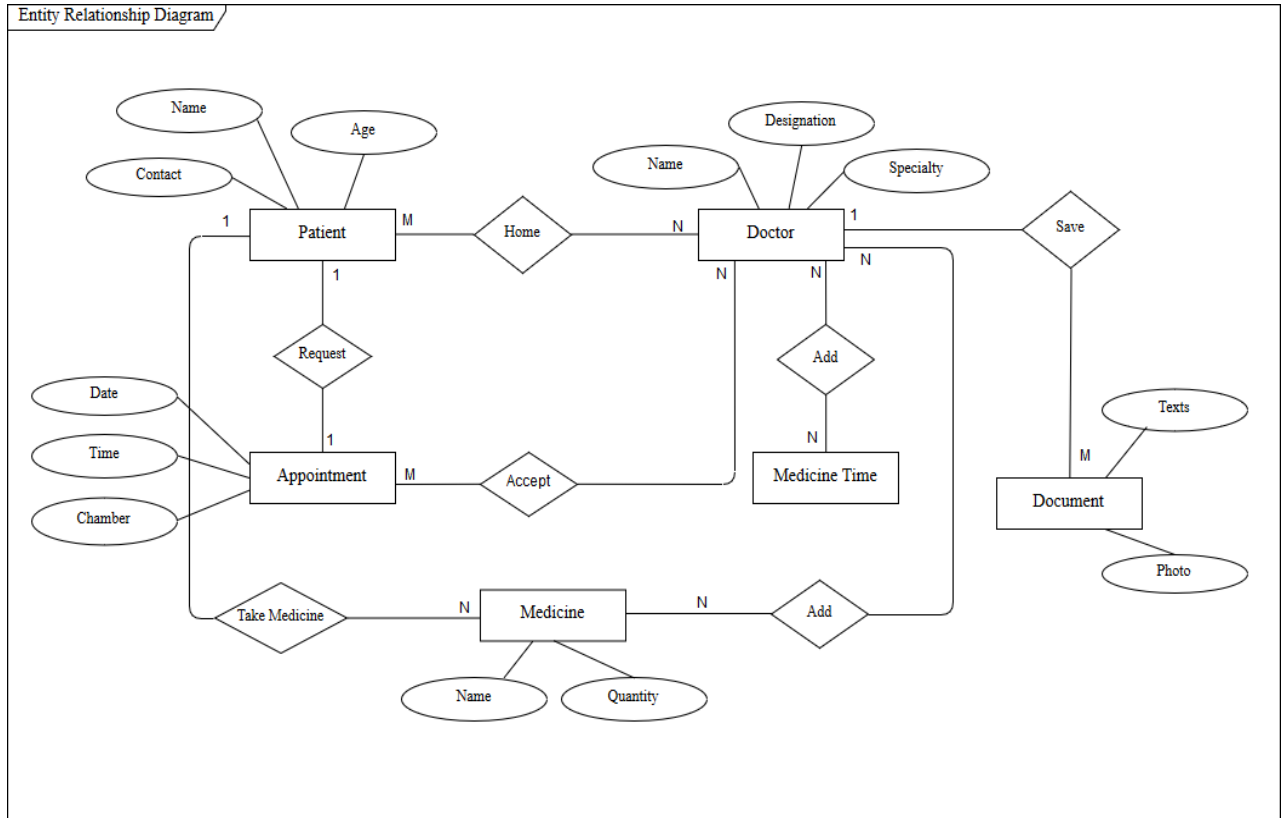 Entity Relationship Diagram
Name
Age
Contact
Designation
Name
Specialty
1
Patient
M
Home
N
Doctor
1
Save
1
N
N
N
Request
Add
Date
Texts
1
N
M
Time
Appointment
M
Accept
Medicine Time
Document
Chamber
Photo
Take Medicine
N
Medicine
N
Add
Name
Quantity